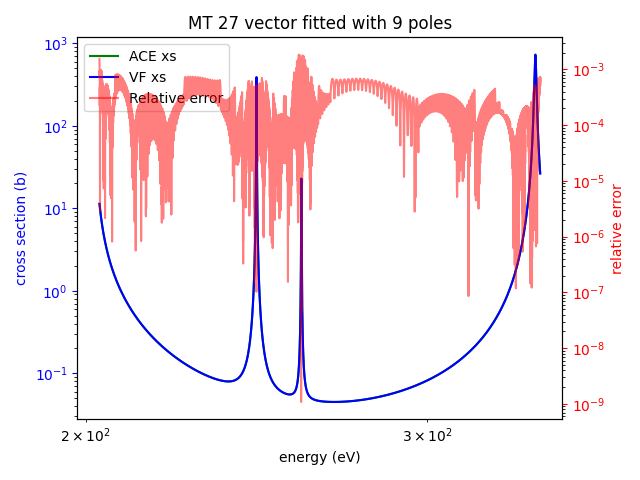 MT 27 vector fitted with 9 poles
ACE xs
VF xs
Relative error
cross section (b)
10³
10²
10¹
10⁰
10⁻¹
10⁻³
10⁻⁴
10⁻⁵
10⁻⁶
10⁻⁷
10⁻⁸
10⁻⁹
relative error
2 × 10²
3 × 10²
energy (eV)